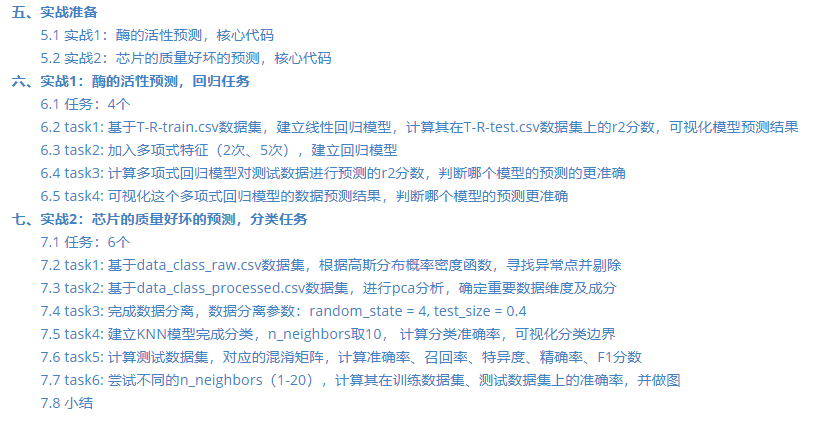 五、实战准备
5.1 实战1：酶的活性预测，核心代码
5.2 实战2：芯片的质量好坏的预测，核心代码
六、实战1：酶的活性预测，回归任务
6.1 任务：4个
6.2 task1: 基于T-R-train.csv数据集，建立线性回归模型，计算其在T-R-test.csv数据集上的r2分数，可视化模型预测结果
6.3 task2: 加入多项式特征（2次、5次），建立回归模型
6.4 task3: 计算多项式回归模型对测试数据进行预测的r2分数，判断哪个模型的预测的更准确
6.5 task4: 可视化这个多项式回归模型的数据预测结果，判断哪个模型的预测更准确
七、实战2：芯片的质量好坏的预测，分类任务
7.1 任务：6个
7.2 task1: 基于data_class_raw.csv数据集，根据高斯分布概率密度函数，寻找异常点并剔除
7.3 task2: 基于data_class_processed.csv数据集，进行pca分析，确定重要数据维度及成分
7.4 task3: 完成数据分离，数据分离参数：random_state = 4, test_size = 0.4
7.5 task4: 建立KNN模型完成分类，n_neighbors取10， 计算分类准确率，可视化分类边界
7.6 task5: 计算测试数据集，对应的混淆矩阵，计算准确率、召回率、特异度、精确率、F1分数
7.7 task6: 尝试不同的n_neighbors（1-20），计算其在训练数据集、测试数据集上的准确率，并做图
7.8 小结